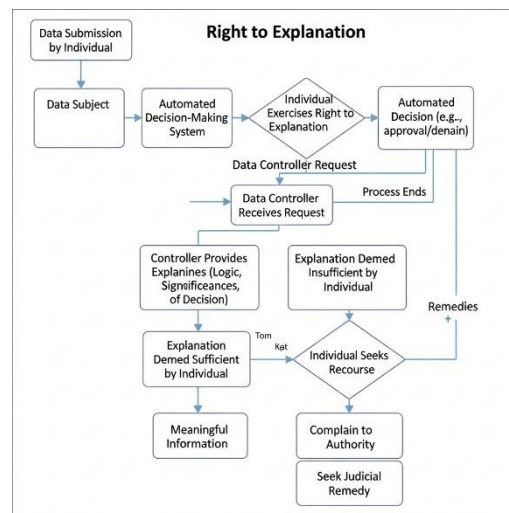 Right to Explanation
Data Submission
by Individual
Data Subject
Automated
Decision-Making
System
Individual
Exercises Right to
Explanation
Automated
Decision (e.g.,
approval/denain)
Data Controller Request
Data Controller
Receives Request
Process Ends
Controller Provides
Explanines (Logic,
Significeances,
of Decision)
Explanation Demed
Insufficient by
Individual
Remedies
+
Explanation
Demed Sufficient
by Individual
Tom
Ket
Individual Seeks
Recourse
Meaningful
Information
Complain to
Authority
Seek Judicial
Remedy